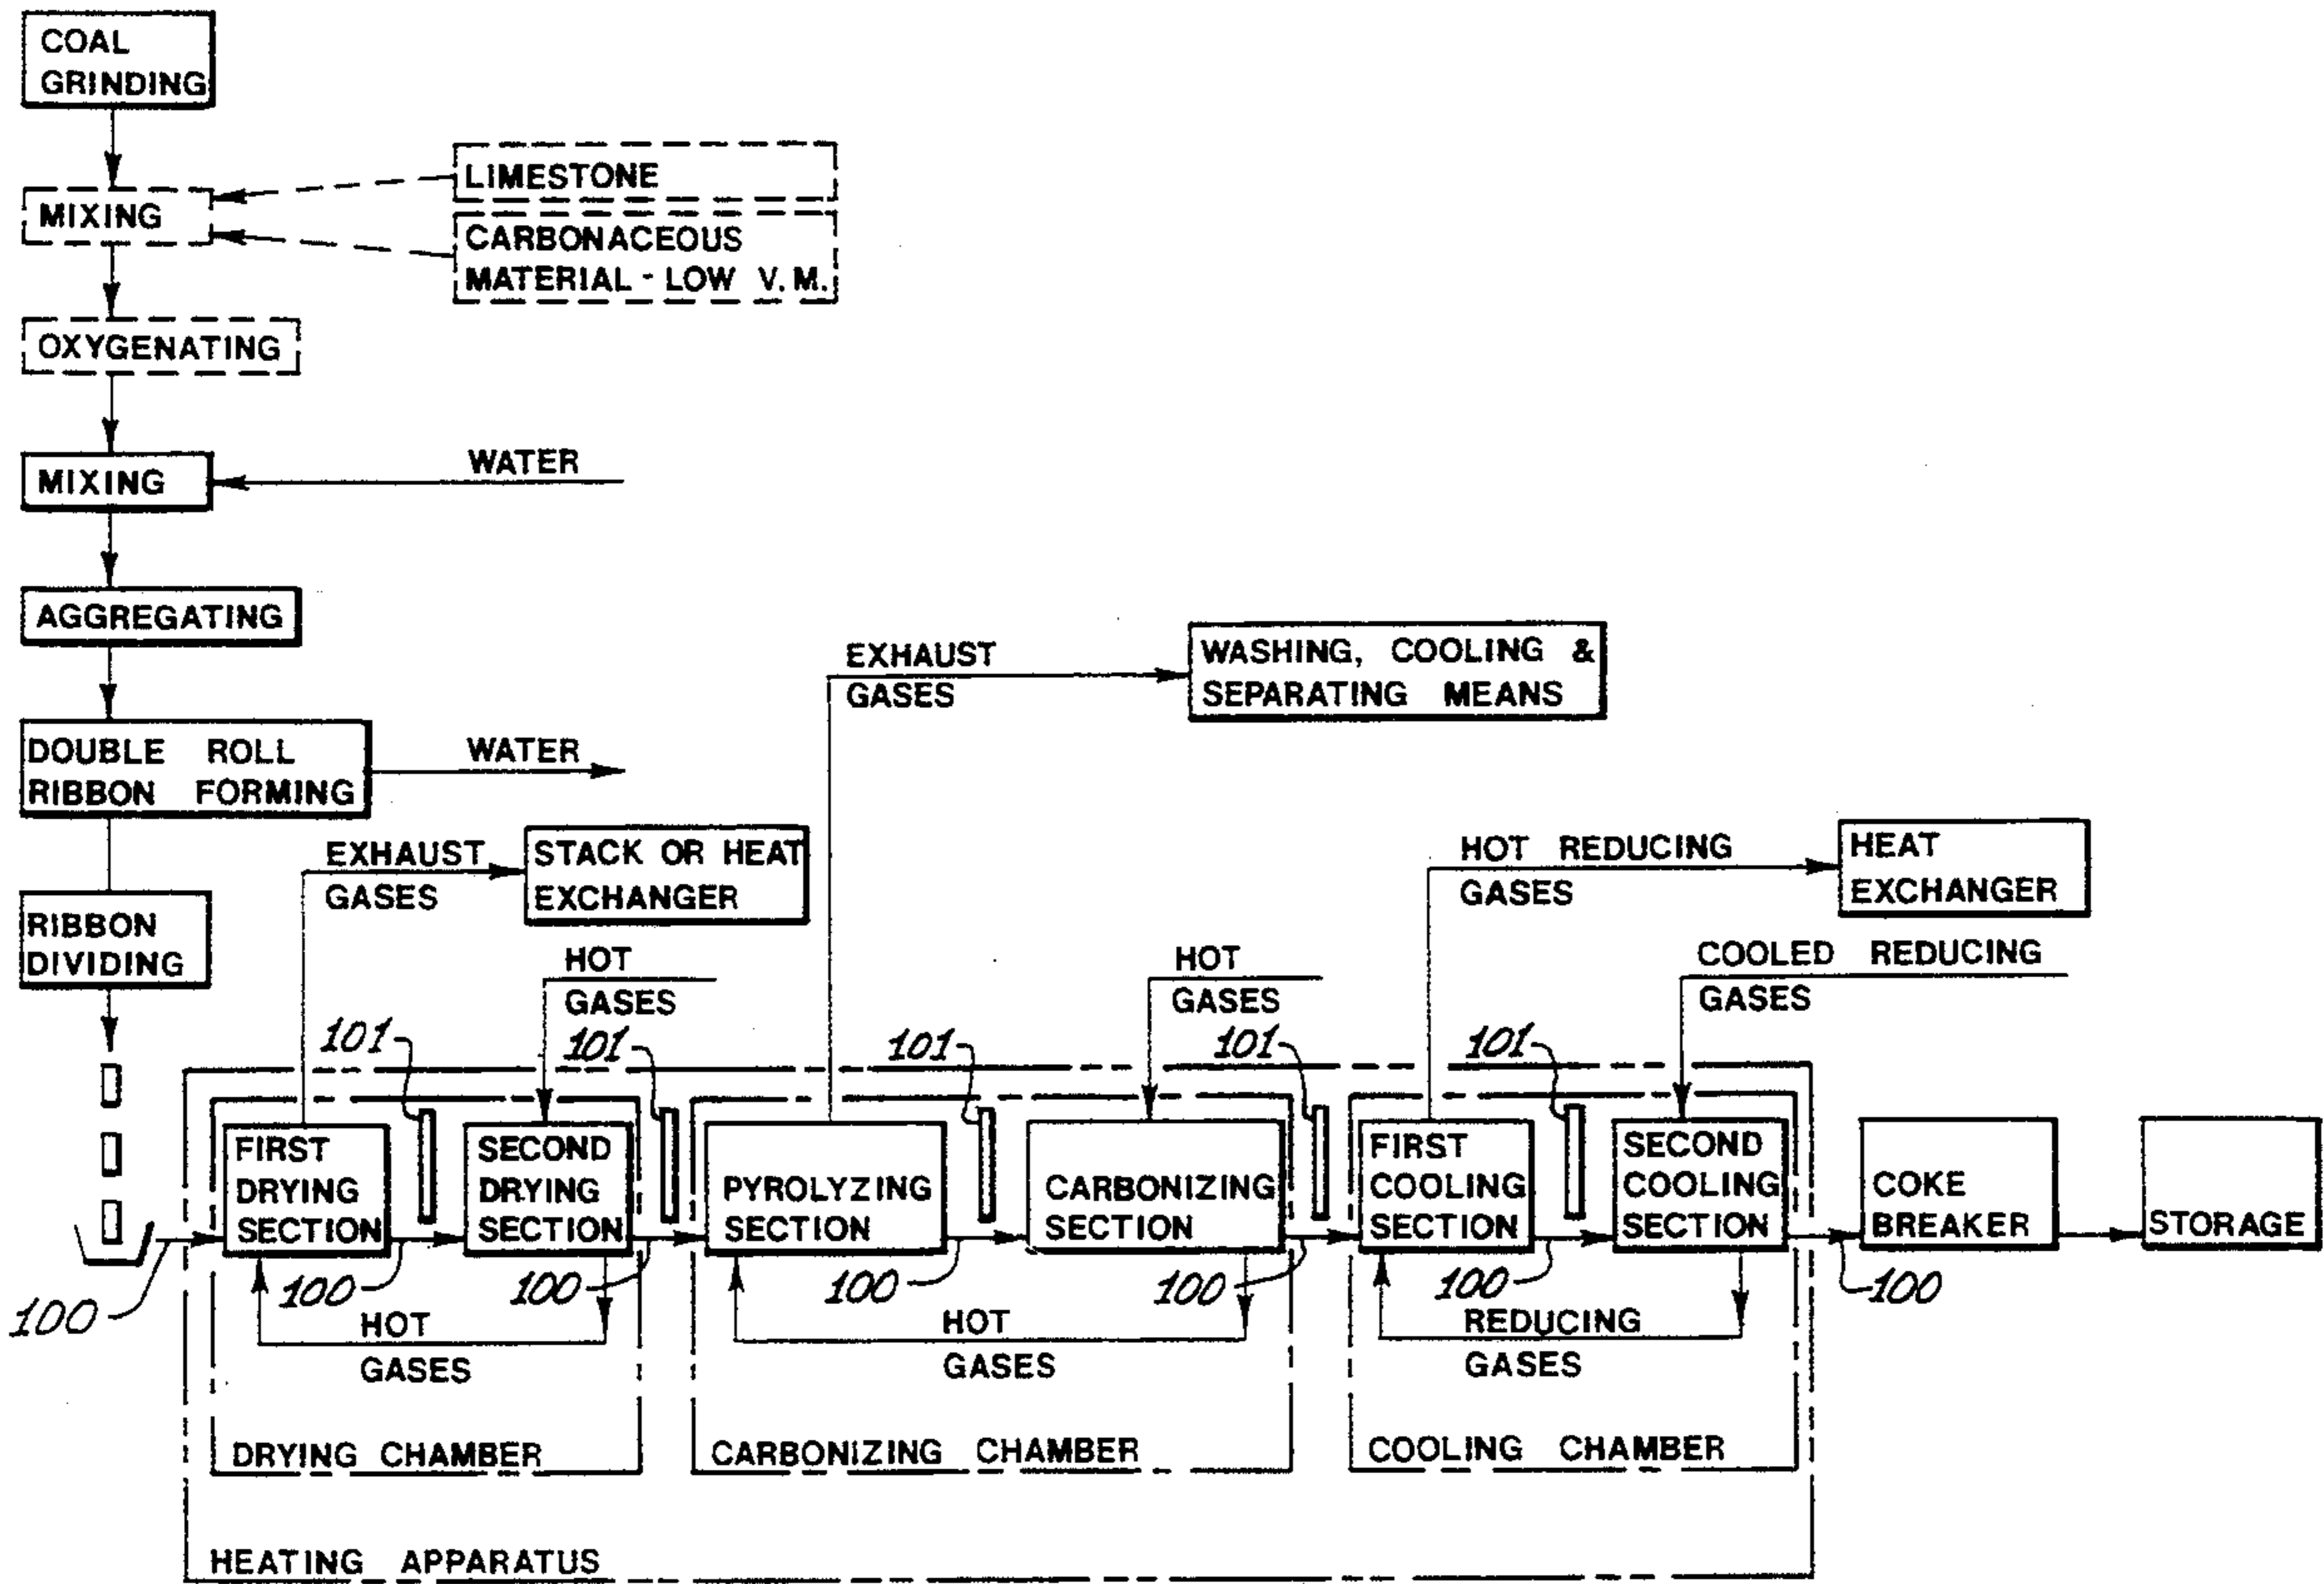 COAL
GRINDING
LIMESTONE
MIXING
CARBONACEOUS
MATERIAL - LOW V.M.
OXYGENATING
WATER
MIXING
AGGREGATING
EXHAUST
GASES
WASHING, COOLING &
SEPARATING MEANS
DOUBLE ROLL
RIBBON FORMING
WATER
EXHAUST
GASES
STACK OR HEAT
EXCHANGER
HOT REDUCING
GASES
HEAT
EXCHANGER
RIBBON
DIVIDING
HOT
GASES
HOT
GASES
COOLED REDUCING
GASES
101
101
101
101
101
FIRST
DRYING
SECTION
SECOND
DRYING
SECTION
PYROLYZING
SECTION
CARBONIZING
SECTION
FIRST
COOLING
SECTION
SECOND
COOLING
SECTION
COKE
BREAKER
STORAGE
100
100
100
100
100
100
100
HOT
GASES
HOT
GASES
REDUCING
GASES
DRYING CHAMBER
CARBONIZING CHAMBER
COOLING CHAMBER
HEATING APPARATUS